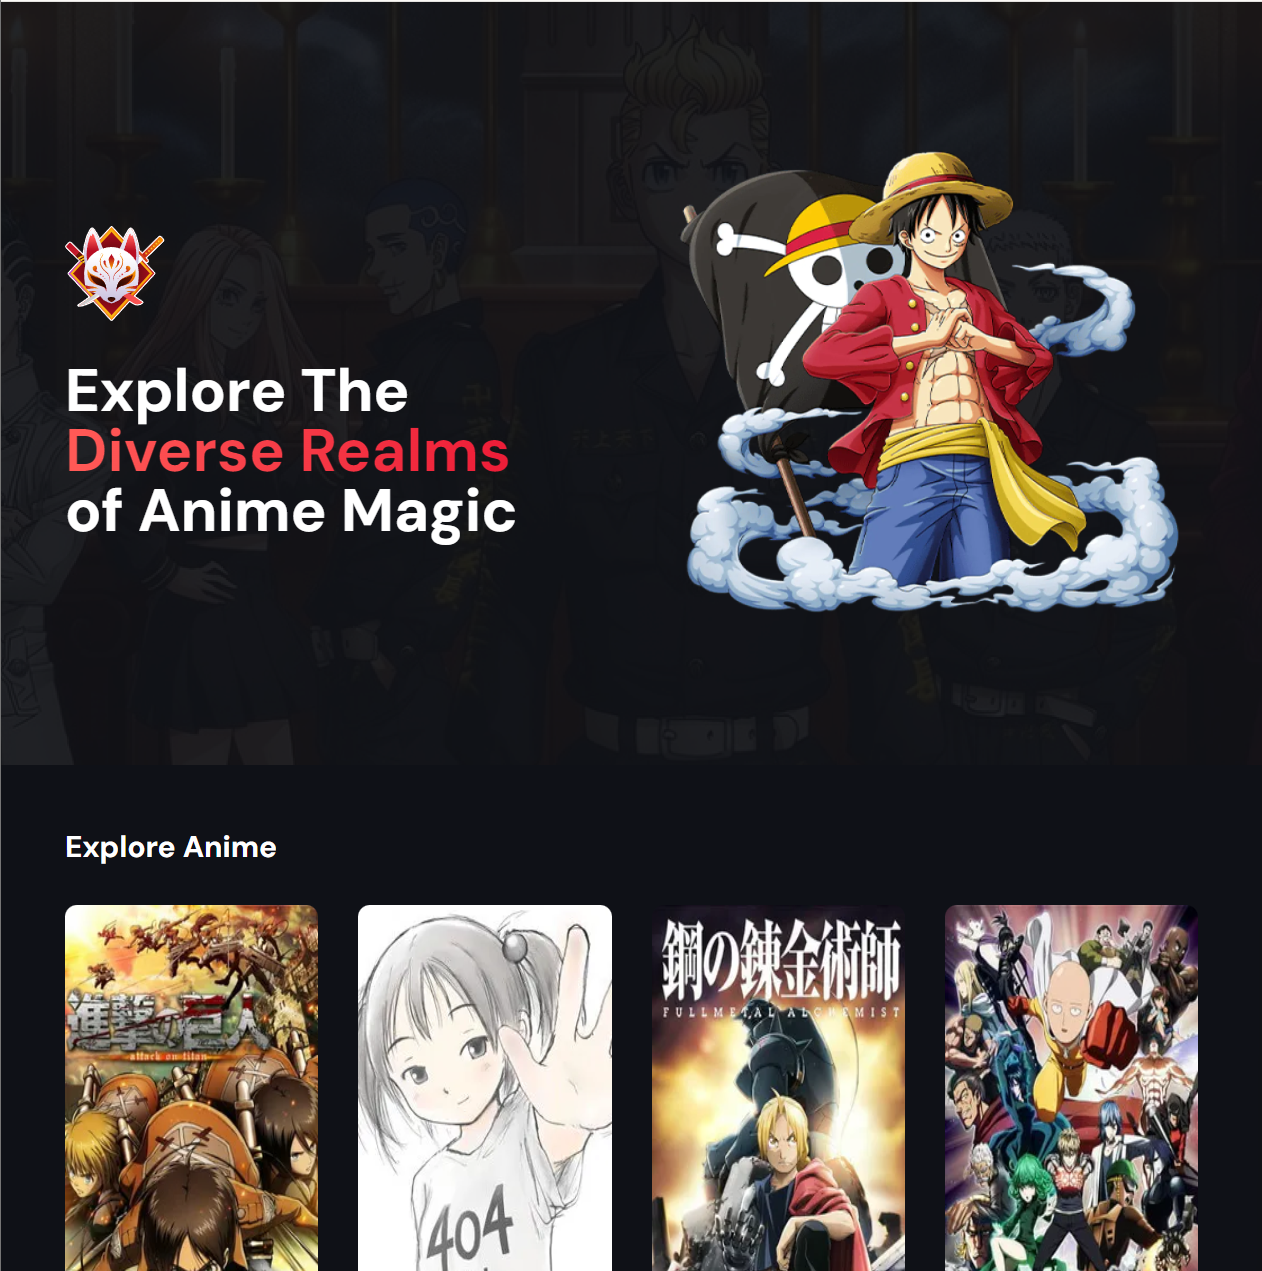 Explore The
Diverse Realms
of Anime Magic
Explore Anime
進撃の巨人
attack on titan
404
鋼の錬金術師
FULLMETAL ALCHEMIST